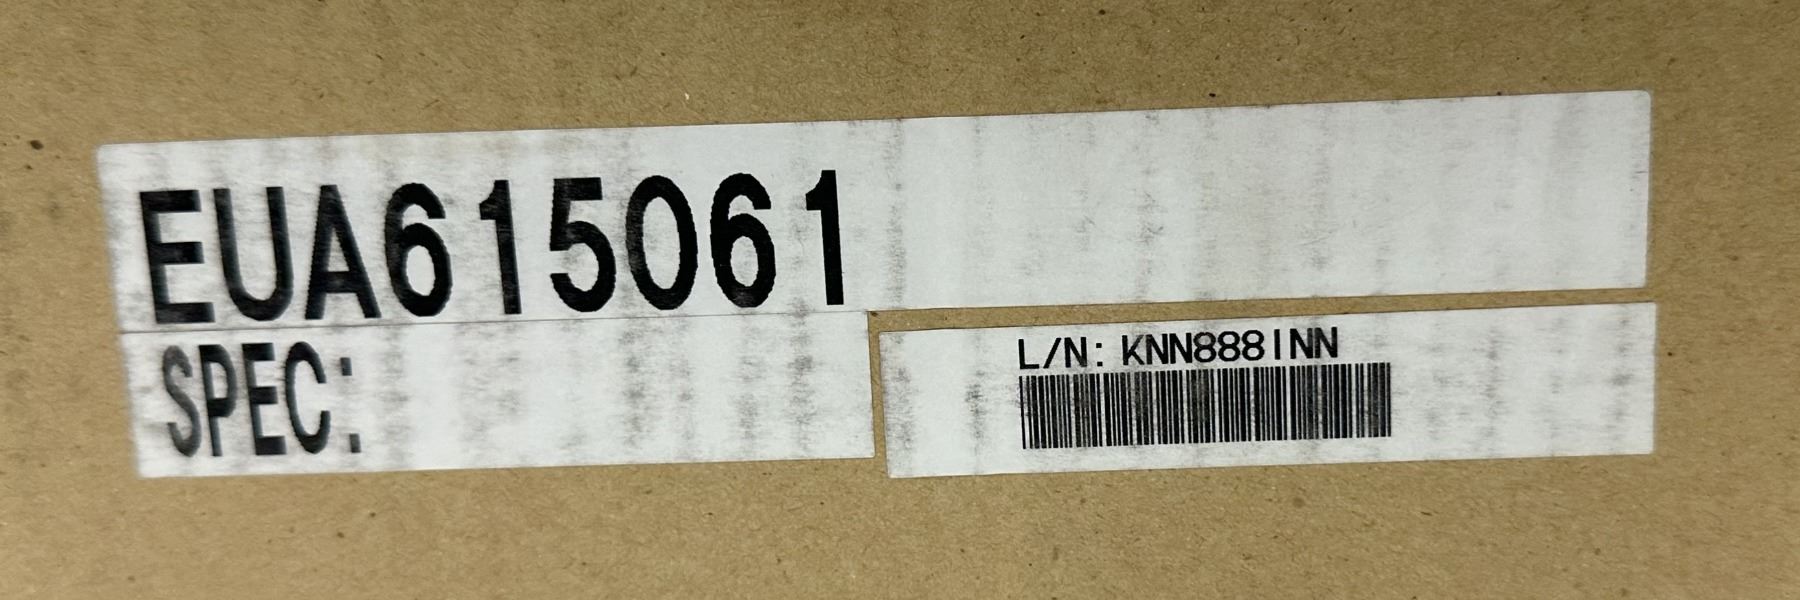 EUA615061
SPEC:
L/N: KNN888INN